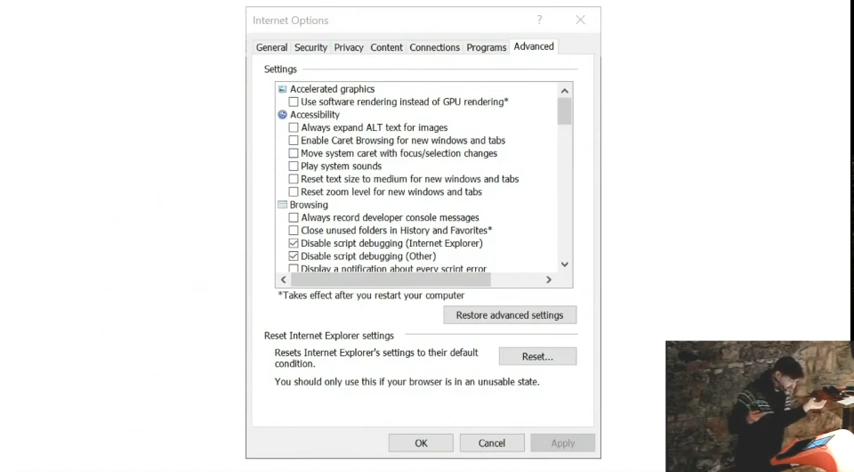 Internet Options
?
General Security Privacy Content Connections Programs Advanced
Settings
Accelerated graphics
Use software rendering instead of GPU rendering*
Accessibility
Always expand ALT text for images
Enable Caret Browsing for new windows and tabs
Move system caret with focus/selection changes
Play system sounds
Reset text size to medium for new windows and tabs
Reset zoom level for new windows and tabs
Browsing
Always record developer console messages
Close unused folders in History and Favorites*
Disable script debugging (Internet Explorer)
Disable script debugging (Other)
Display a notification about every script error
*Takes effect after you restart your computer
Restore advanced settings
Reset Internet Explorer settings
Resets Internet Explorer's settings to their default
condition.
Reset...
You should only use this if your browser is in an unusable state.
OK Cancel Apply